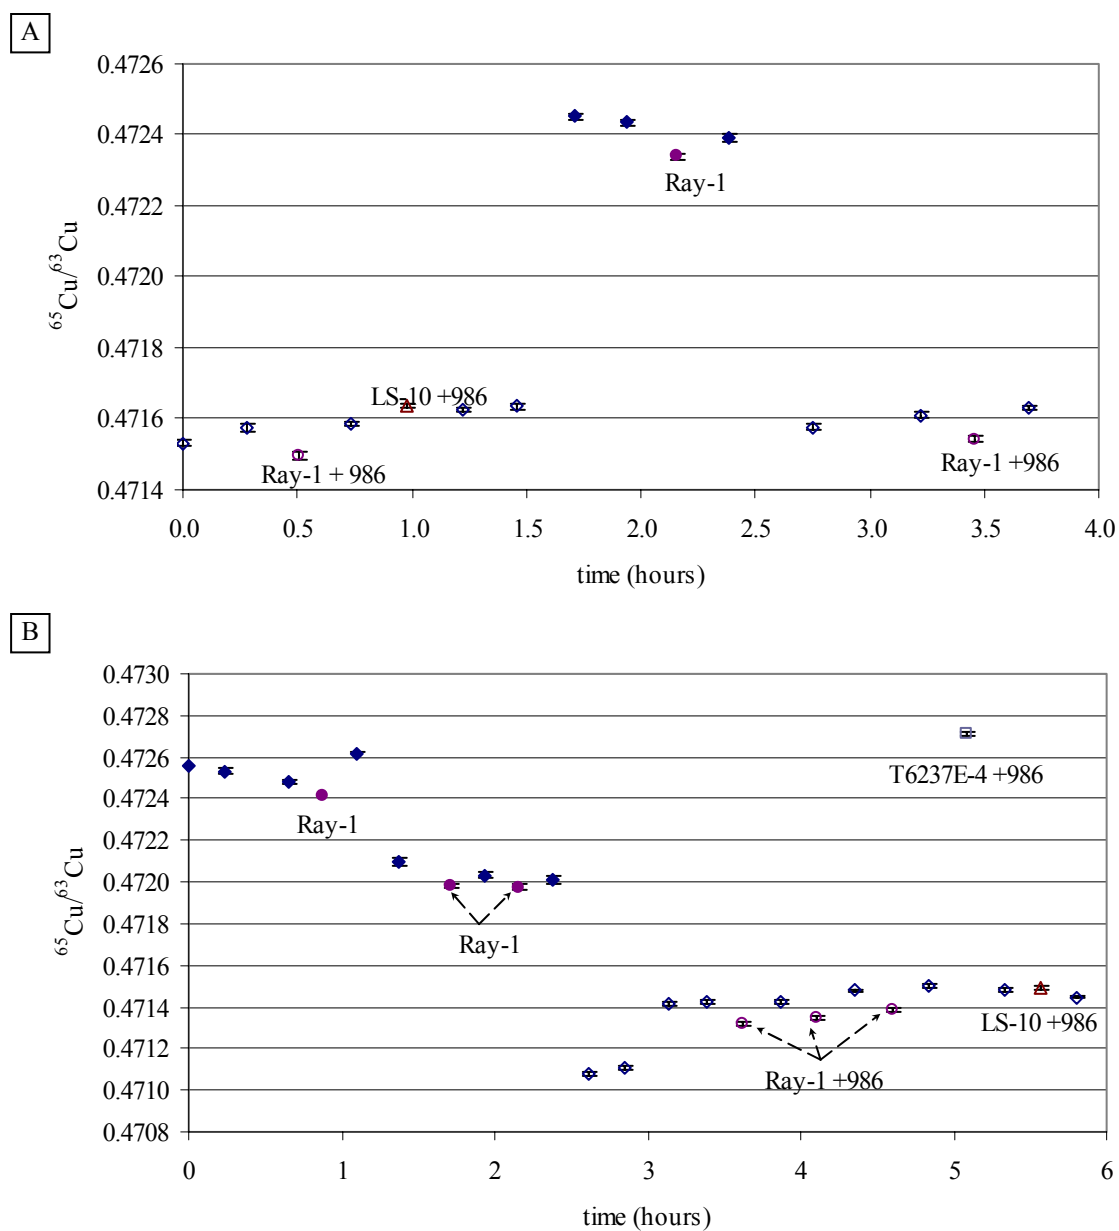 A
0.4726
0.4724
0.4722
0.4720
0.4718
0.4716
0.4714
⁶⁵Cu/⁶³Cu
Ray-1
LS-10 +986
Ray-1 + 986
Ray-1 +986
0.0 0.5 1.0 1.5 2.0 2.5 3.0 3.5 4.0
time (hours)
B
0.4730
0.4728
0.4726
0.4724
0.4722
0.4720
0.4718
0.4716
0.4714
0.4712
0.4710
0.4708
⁶⁵Cu/⁶³Cu
T6237E-4 +986
Ray-1
Ray-1
LS-10 +986
Ray-1 +986
0 1 2 3 4 5 6
time (hours)